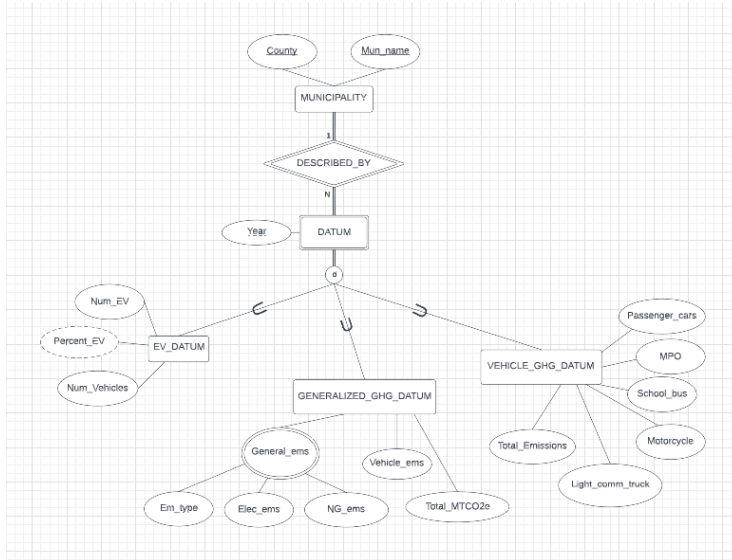 County
Mun_name
MUNICIPALITY
1
DESCRIBED_BY
N
Year
DATUM
d
Num_EV
Percent_EV
EV_DATUM
Num_Vehicles
Passenger_cars
MPO
VEHICLE_GHG_DATUM
School_bus
GENERALIZED_GHG_DATUM
Motorcycle
Total_Emissions
General_ems
Vehicle_ems
Light_comm_truck
Em_type
Elec_ems
NG_ems
Total_MTCO2e